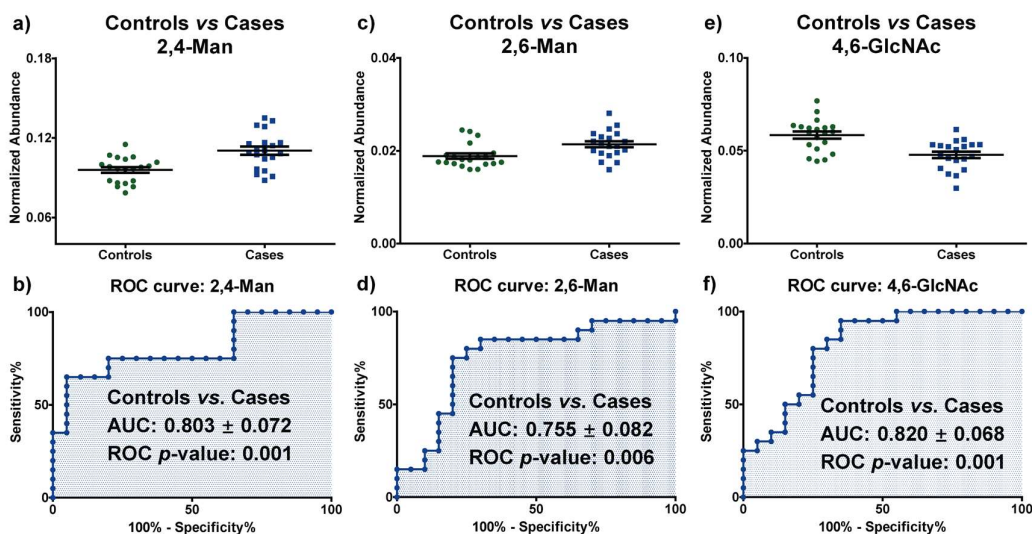 a)
Controls vs Cases
2,4-Man
Normalized Abundance
0.18
0.12
0.06
Controls
Cases
c)
Controls vs Cases
2,6-Man
Normalized Abundance
0.04
0.02
0.00
Controls
Cases
e)
Controls vs Cases
4,6-GlcNAc
Normalized Abundance
0.10
0.05
0.00
Controls
Cases
b)
ROC curve: 2,4-Man
Sensitivity%
100
50
0
Controls vs. Cases
AUC: 0.803 ± 0.072
ROC p-value: 0.001
0
50
100
100% - Specificity%
d)
ROC curve: 2,6-Man
Sensitivity%
100
50
0
Controls vs. Cases
AUC: 0.755 ± 0.082
ROC p-value: 0.006
0
50
100
100% - Specificity%
f)
ROC curve: 4,6-GlcNAc
Sensitivity%
100
50
0
Controls vs. Cases
AUC: 0.820 ± 0.068
ROC p-value: 0.001
0
50
100
100% - Specificity%